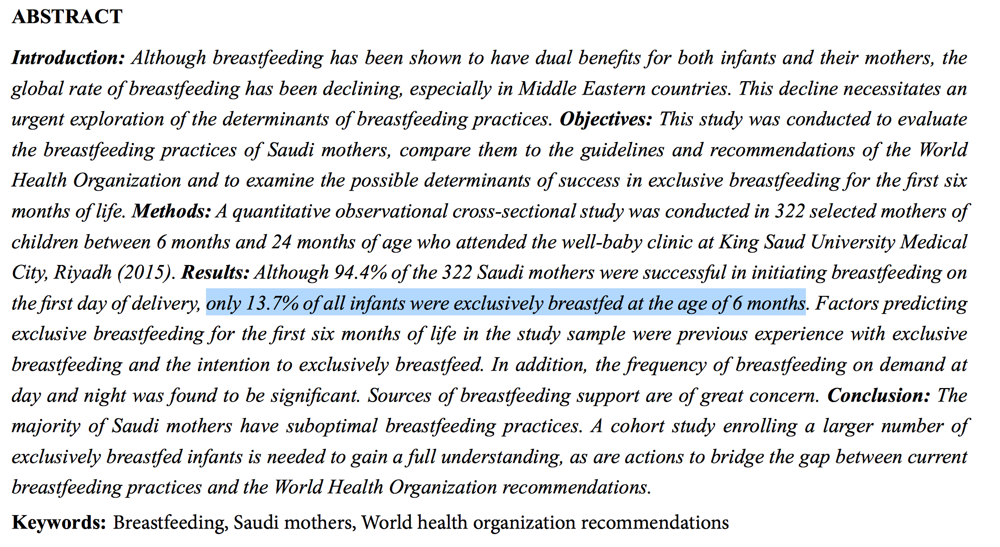 ABSTRACT
Introduction: Although breastfeeding has been shown to have dual benefits for both infants and their mothers, the
global rate of breastfeeding has been declining, especially in Middle Eastern countries. This decline necessitates an
urgent exploration of the determinants of breastfeeding practices. Objectives: This study was conducted to evaluate
the breastfeeding practices of Saudi mothers, compare them to the guidelines and recommendations of the World
Health Organization and to examine the possible determinants of success in exclusive breastfeeding for the first six
months of life. Methods: A quantitative observational cross-sectional study was conducted in 322 selected mothers of
children between 6 months and 24 months of age who attended the well-baby clinic at King Saud University Medical
City, Riyadh (2015). Results: Although 94.4% of the 322 Saudi mothers were successful in initiating breastfeeding on
the first day of delivery, only 13.7% of all infants were exclusively breastfed at the age of 6 months. Factors predicting
exclusive breastfeeding for the first six months of life in the study sample were previous experience with exclusive
breastfeeding and the intention to exclusively breastfeed. In addition, the frequency of breastfeeding on demand at
day and night was found to be significant. Sources of breastfeeding support are of great concern. Conclusion: The
majority of Saudi mothers have suboptimal breastfeeding practices. A cohort study enrolling a larger number of
exclusively breastfed infants is needed to gain a full understanding, as are actions to bridge the gap between current
breastfeeding practices and the World Health Organization recommendations.
Keywords: Breastfeeding, Saudi mothers, World health organization recommendations